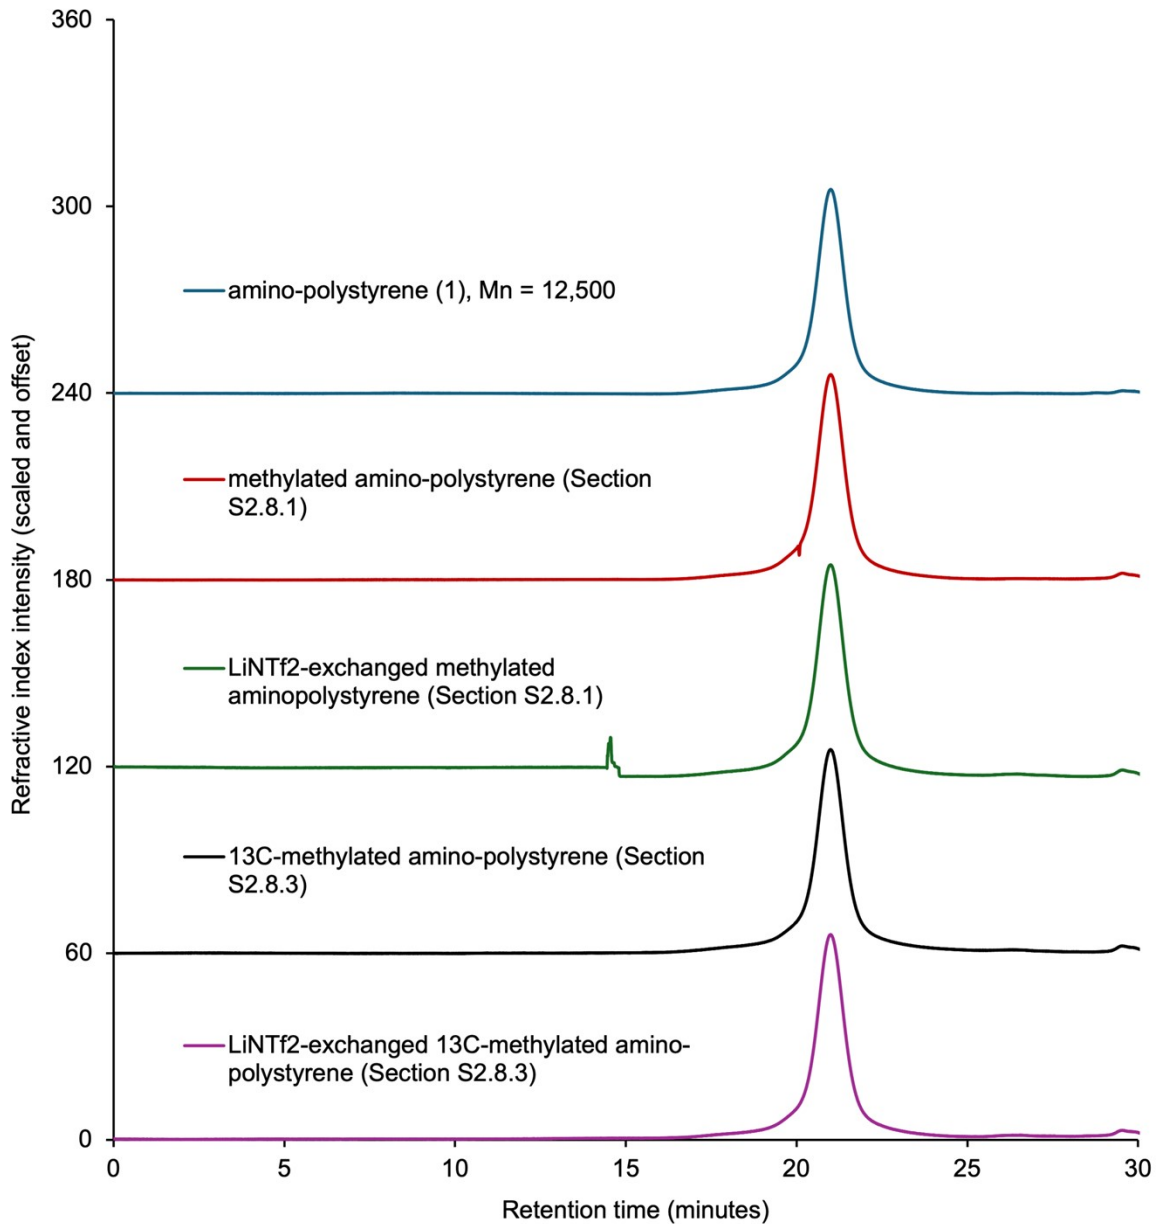 360
300
amino-polystyrene (1), Mn = 12,500
240
methylated amino-polystyrene (Section
S2.8.1)
180
LiNTf2-exchanged methylated
aminopolystyrene (Section S2.8.1)
120
13C-methylated amino-polystyrene (Section
S2.8.3)
60
LiNTf2-exchanged 13C-methylated amino-
polystyrene (Section S2.8.3)
0
Refractive index intensity (scaled and offset)
0 5 10 15 20 25 30
Retention time (minutes)